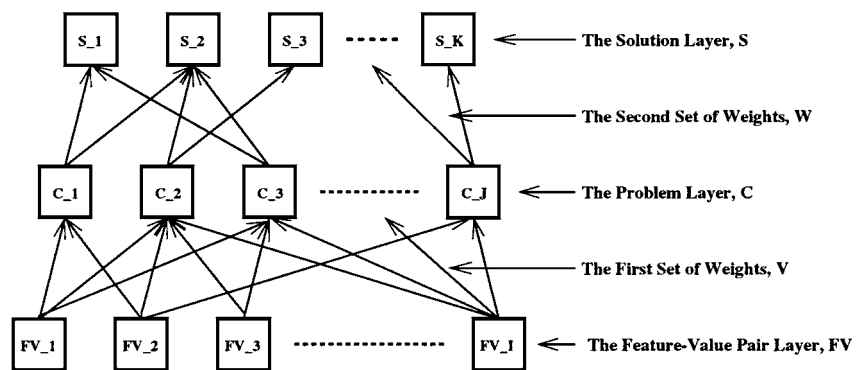 S_1 S_2 S_3 S_K The Solution Layer, S
The Second Set of Weights, W
C_1 C_2 C_3 C_J The Problem Layer, C
The First Set of Weights, V
FV_1 FV_2 FV_3 FV_I The Feature-Value Pair Layer, FV